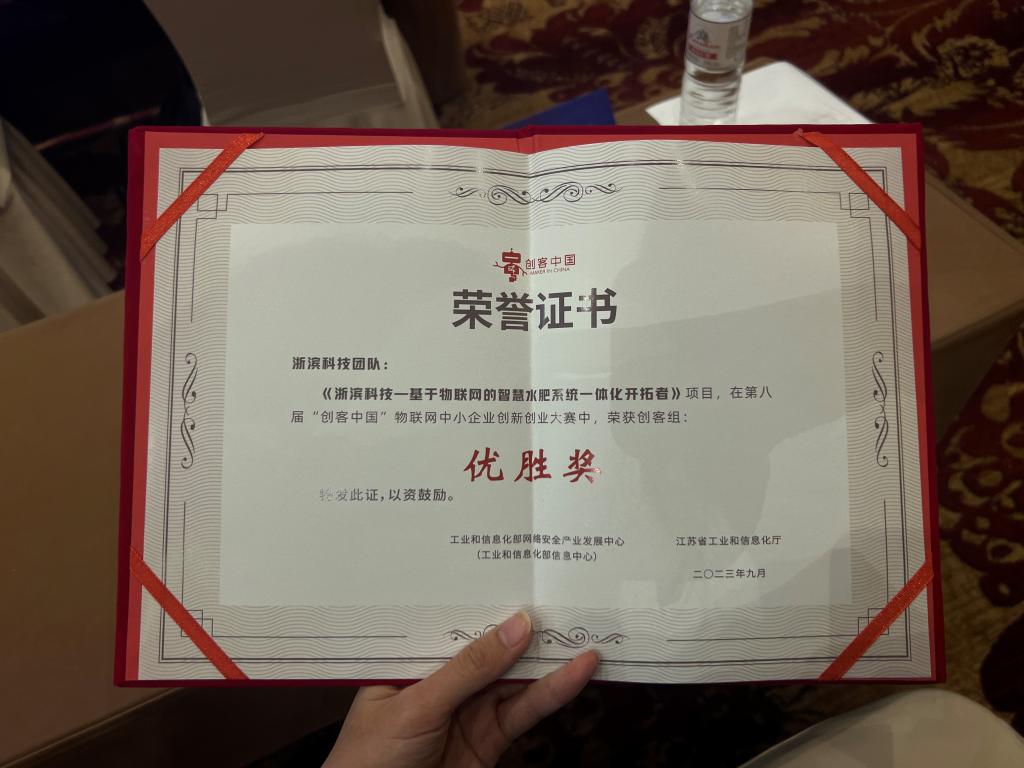 创客中国
MAKER IN CHINA
荣誉证书
浙滨科技团队：
《浙滨科技—基于物联网的智慧水肥系统一体化开拓者》项目，在第八
届“创客中国”物联网中小企业创新创业大赛中，荣获创客组：
优胜奖
特发此证，以资鼓励。
工业和信息化部网络安全产业发展中心
（工业和信息化部信息中心）
江苏省工业和信息化厅
二〇二三年九月